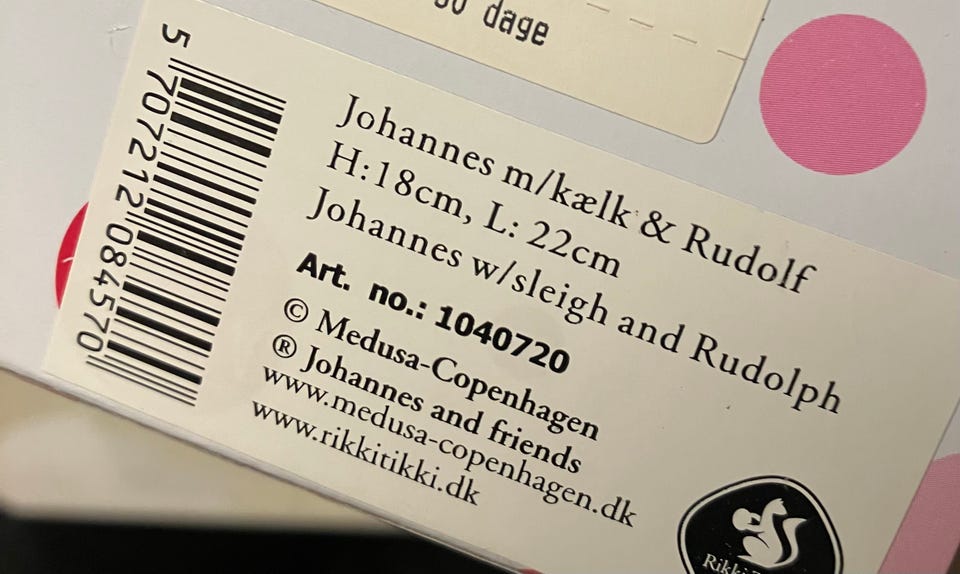 dage
Johannes m/kælk & Rudolf
H:18cm, L: 22cm
Johannes w/sleigh and Rudolph
Art. no.: 1040720
© Medusa-Copenhagen
® Johannes and friends
www.medusa-copenhagen.dk
www.rikkitikki.dk
5 707212 084570
Rikki